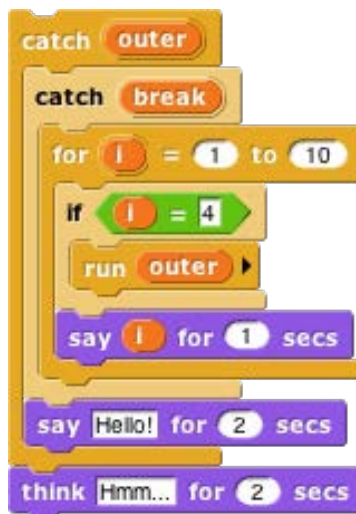 catch outer
catch break
for i = 1 to 10
if i = 4
run outer
say i for 1 secs
say Hello! for 2 secs
think Hmm... for 2 secs